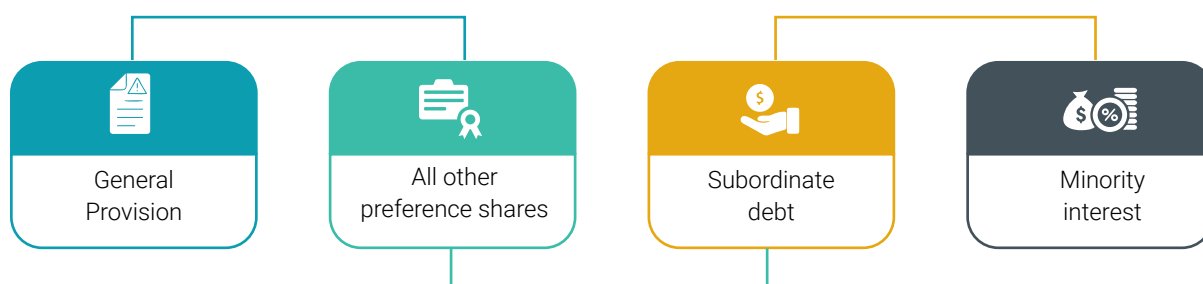 General
Provision
All other
preference shares
Subordinate
debt
Minority
interest